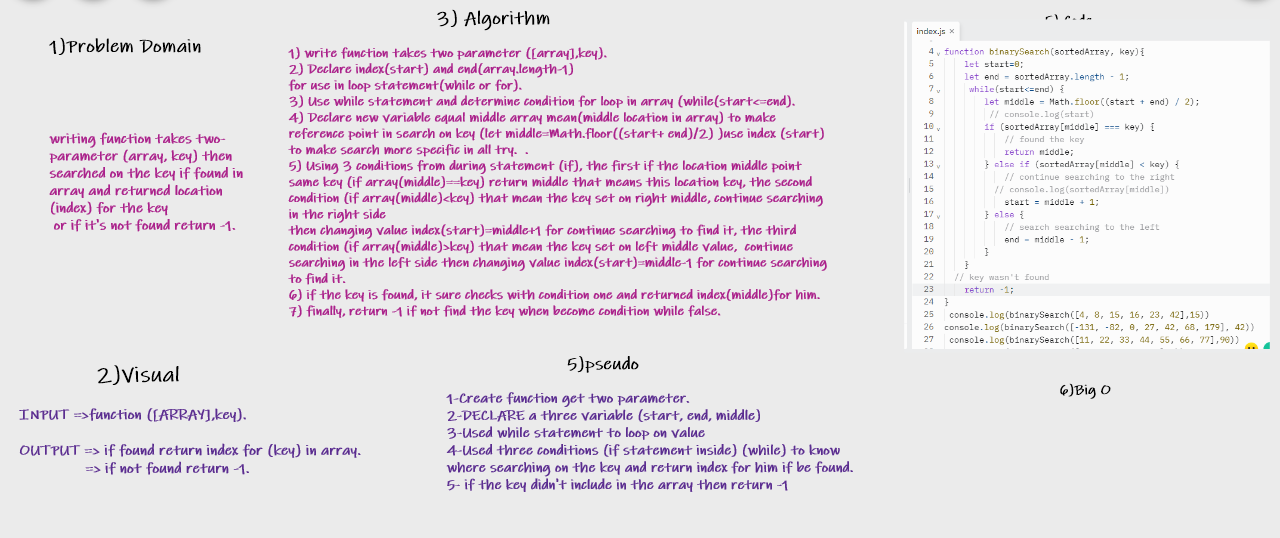 1)Problem Domain
writing function takes two-
parameter (array, key) then
searched on the key if found in
array and returned location
(index) for the key
or if it's not found return -1.
3) Algorithm
1) write function takes two parameter ([array],key).
2) Declare index(start) and end(array.length-1)
for use in loop statement(while or for).
3) Use while statement and determine condition for loop in array (while(start<=end).
4) Declare new variable equal middle array mean(middle location in array) to make
reference point in search on key (let middle=Math.floor((start+ end)/2) )use index (start)
to make search more specific in all try. .
5) Using 3 conditions from during statement (if), the first if the location middle point
same key (if array(middle)==key) return middle that means this location key, the second
condition (if array(middle)<key) that mean the key set on right middle, continue searching
in the right side
then changing value index(start)=middle+1 for continue searching to find it, the third
condition (if array(middle)>key) that mean the key set on left middle value, continue
searching in the left side then changing value index(start)=middle-1 for continue searching
to find it.
6) if the key is found, it sure checks with condition one and returned index(middle)for him.
7) finally, return -1 if not find the key when become condition while false.
index.js ×
4 function binarySearch(sortedArray, key){
5 let start=0;
6 let end = sortedArray.length - 1;
7 while(start<=end) {
8 let middle = Math.floor((start + end) / 2);
9 // console.log(start)
10 if (sortedArray[middle] === key) {
11 // found the key
12 return middle;
13 } else if (sortedArray[middle] < key) {
14 // continue searching to the right
15 // console.log(sortedArray[middle])
16 start = middle + 1;
17 } else {
18 // search searching to the left
19 end = middle - 1;
20 }
21 }
22 // key wasn't found
23 return -1;
24 }
25 console.log(binarySearch([4, 8, 15, 16, 23, 42],15))
26 console.log(binarySearch([-131, -82, 0, 27, 42, 68, 179], 42))
27 console.log(binarySearch([11, 22, 33, 44, 55, 66, 77],90))
2)Visual
INPUT =>function ([ARRAY],key).
OUTPUT => if found return index for (key) in array.
=> if not found return -1.
5)pseudo
1-Create function get two parameter.
2-DECLARE a three variable (start, end, middle)
3-Used while statement to loop on value
4-Used three conditions (if statement inside) (while) to know
where searching on the key and return index for him if be found.
5- if the key didn't include in the array then return -1
6)Big O